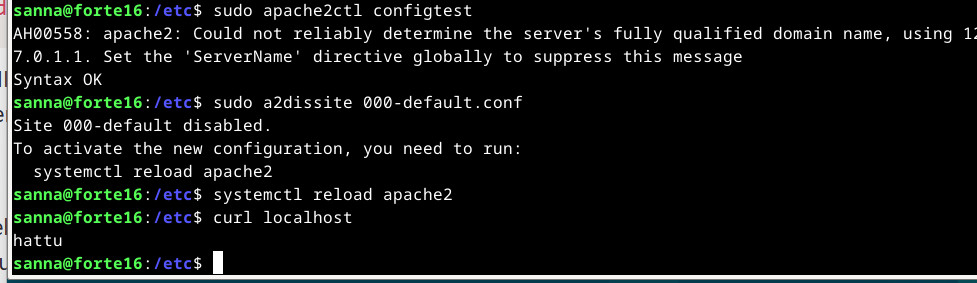 sanna@forte16:/etc$ sudo apache2ctl configtest
AH00558: apache2: Could not reliably determine the server's fully qualified domain name, using 12
7.0.1.1. Set the 'ServerName' directive globally to suppress this message
Syntax OK
sanna@forte16:/etc$ sudo a2dissite 000-default.conf
Site 000-default disabled.
To activate the new configuration, you need to run:
  systemctl reload apache2
sanna@forte16:/etc$ systemctl reload apache2
sanna@forte16:/etc$ curl localhost
hattu
sanna@forte16:/etc$